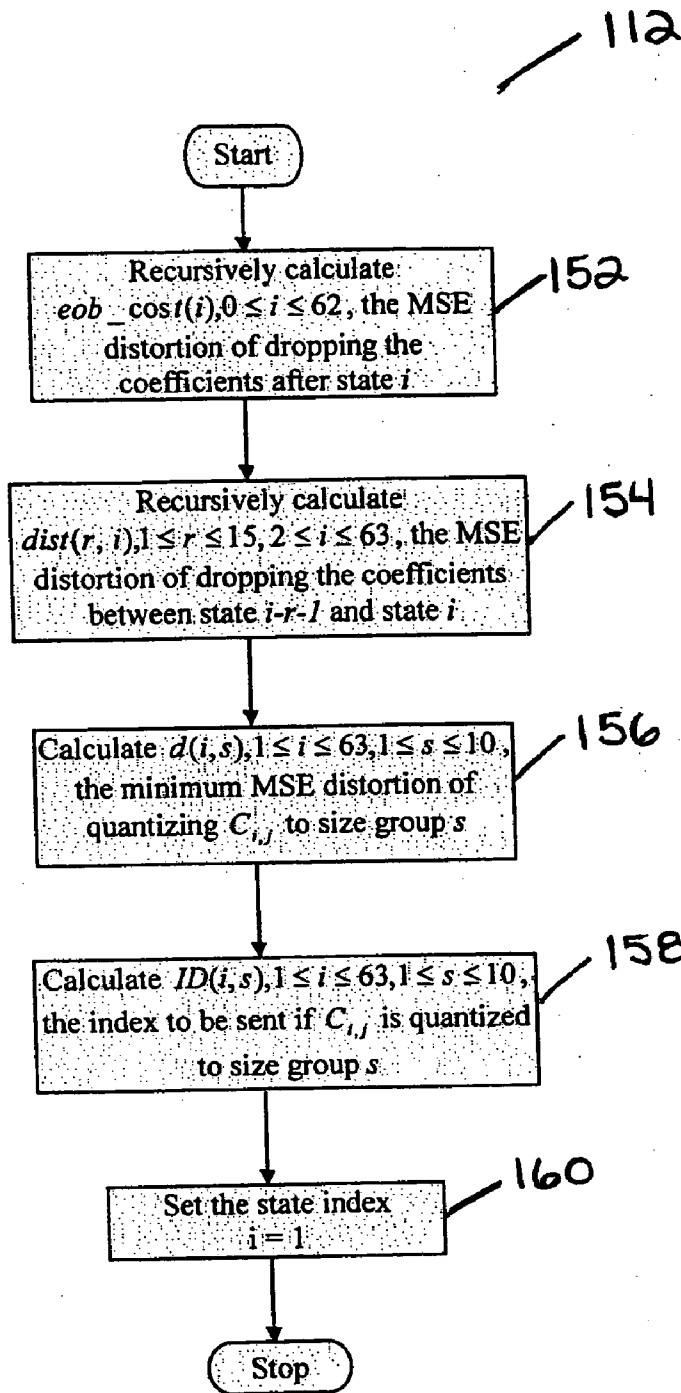 112
Start
Recursively calculate
eob_cost(i),0 ≤ i ≤ 62, the MSE
distortion of dropping the
coefficients after state i
152
Recursively calculate
dist(r, i),1 ≤ r ≤ 15, 2 ≤ i ≤ 63, the MSE
distortion of dropping the coefficients
between state i-r-1 and state i
154
Calculate d(i,s),1 ≤ i ≤ 63,1 ≤ s ≤ 10,
the minimum MSE distortion of
quantizing C_{i,j} to size group s
156
Calculate ID(i,s),1 ≤ i ≤ 63,1 ≤ s ≤ 10,
the index to be sent if C_{i,j} is quantized
to size group s
158
Set the state index
i = 1
160
Stop